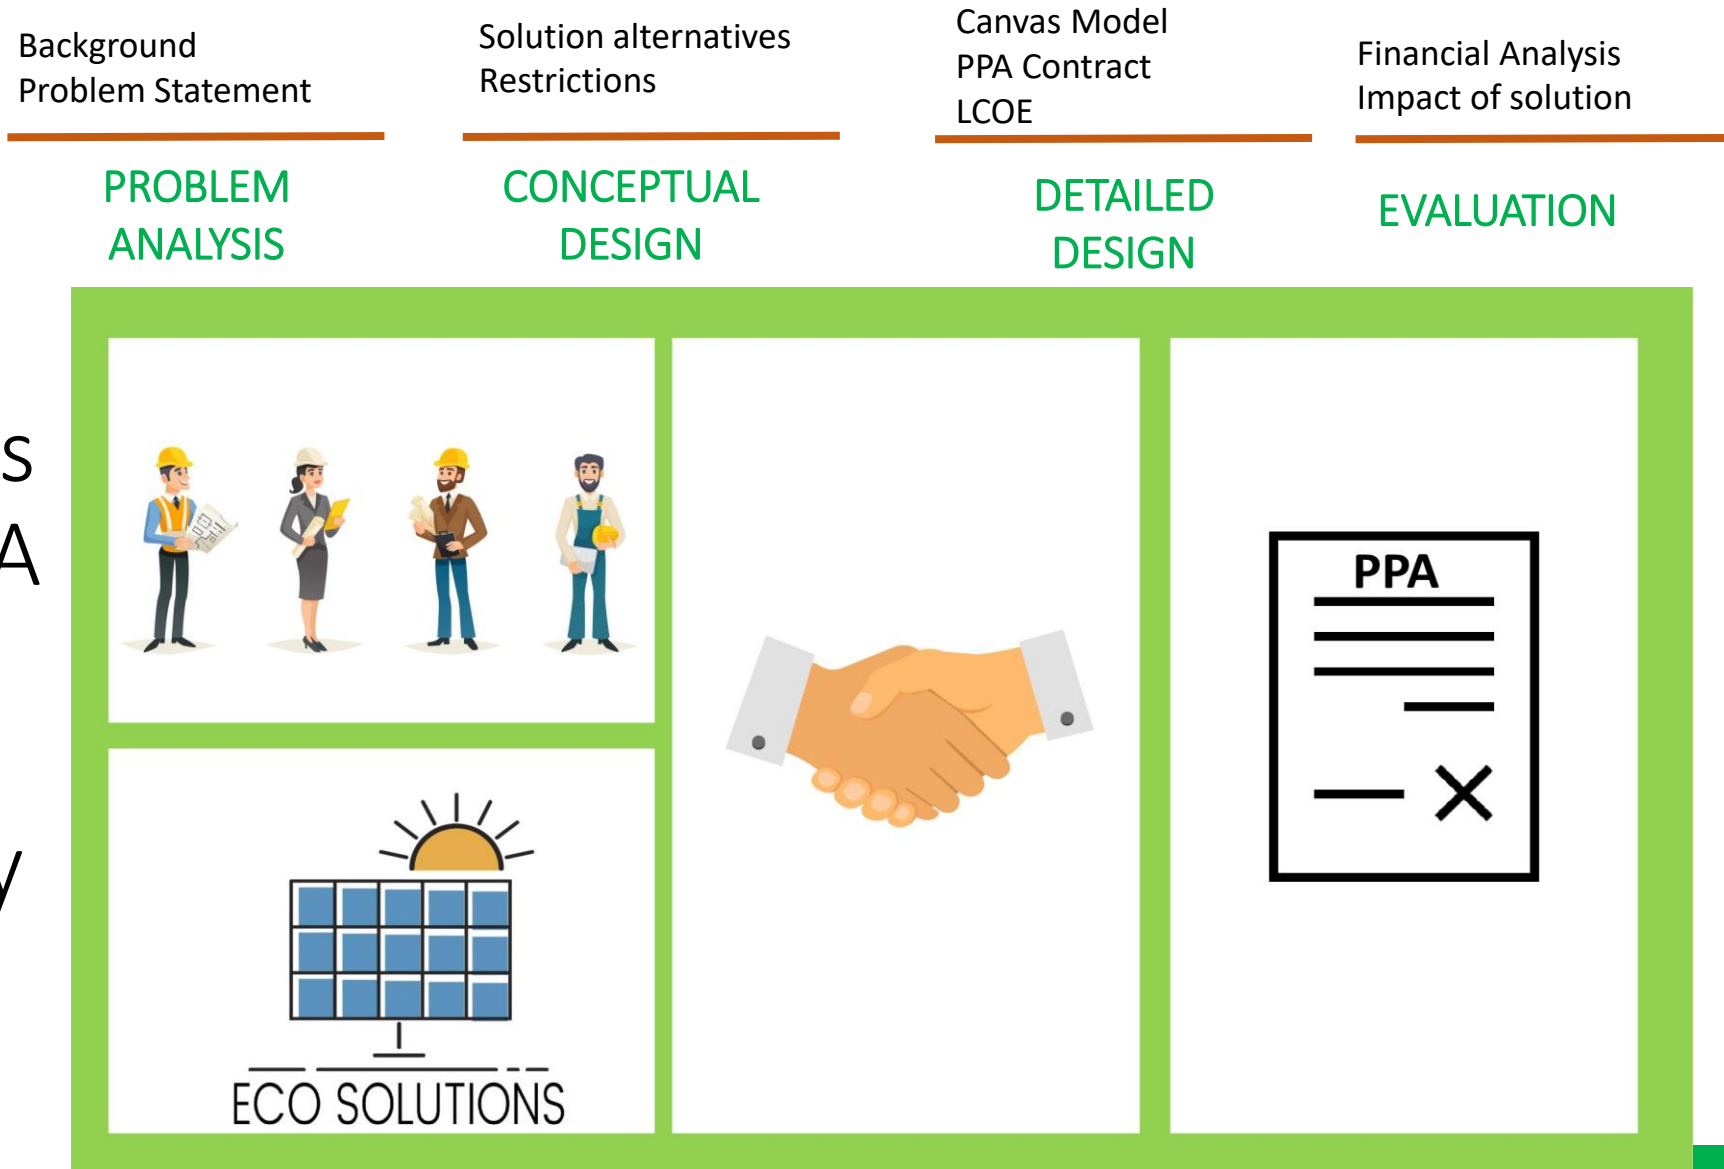 Background
Problem Statement
Solution alternatives
Restrictions
Canvas Model
PPA Contract
LCOE
Financial Analysis
Impact of solution
PROBLEM
ANALYSIS
CONCEPTUAL
DESIGN
DETAILED
DESIGN
EVALUATION
PPA
ECO SOLUTIONS